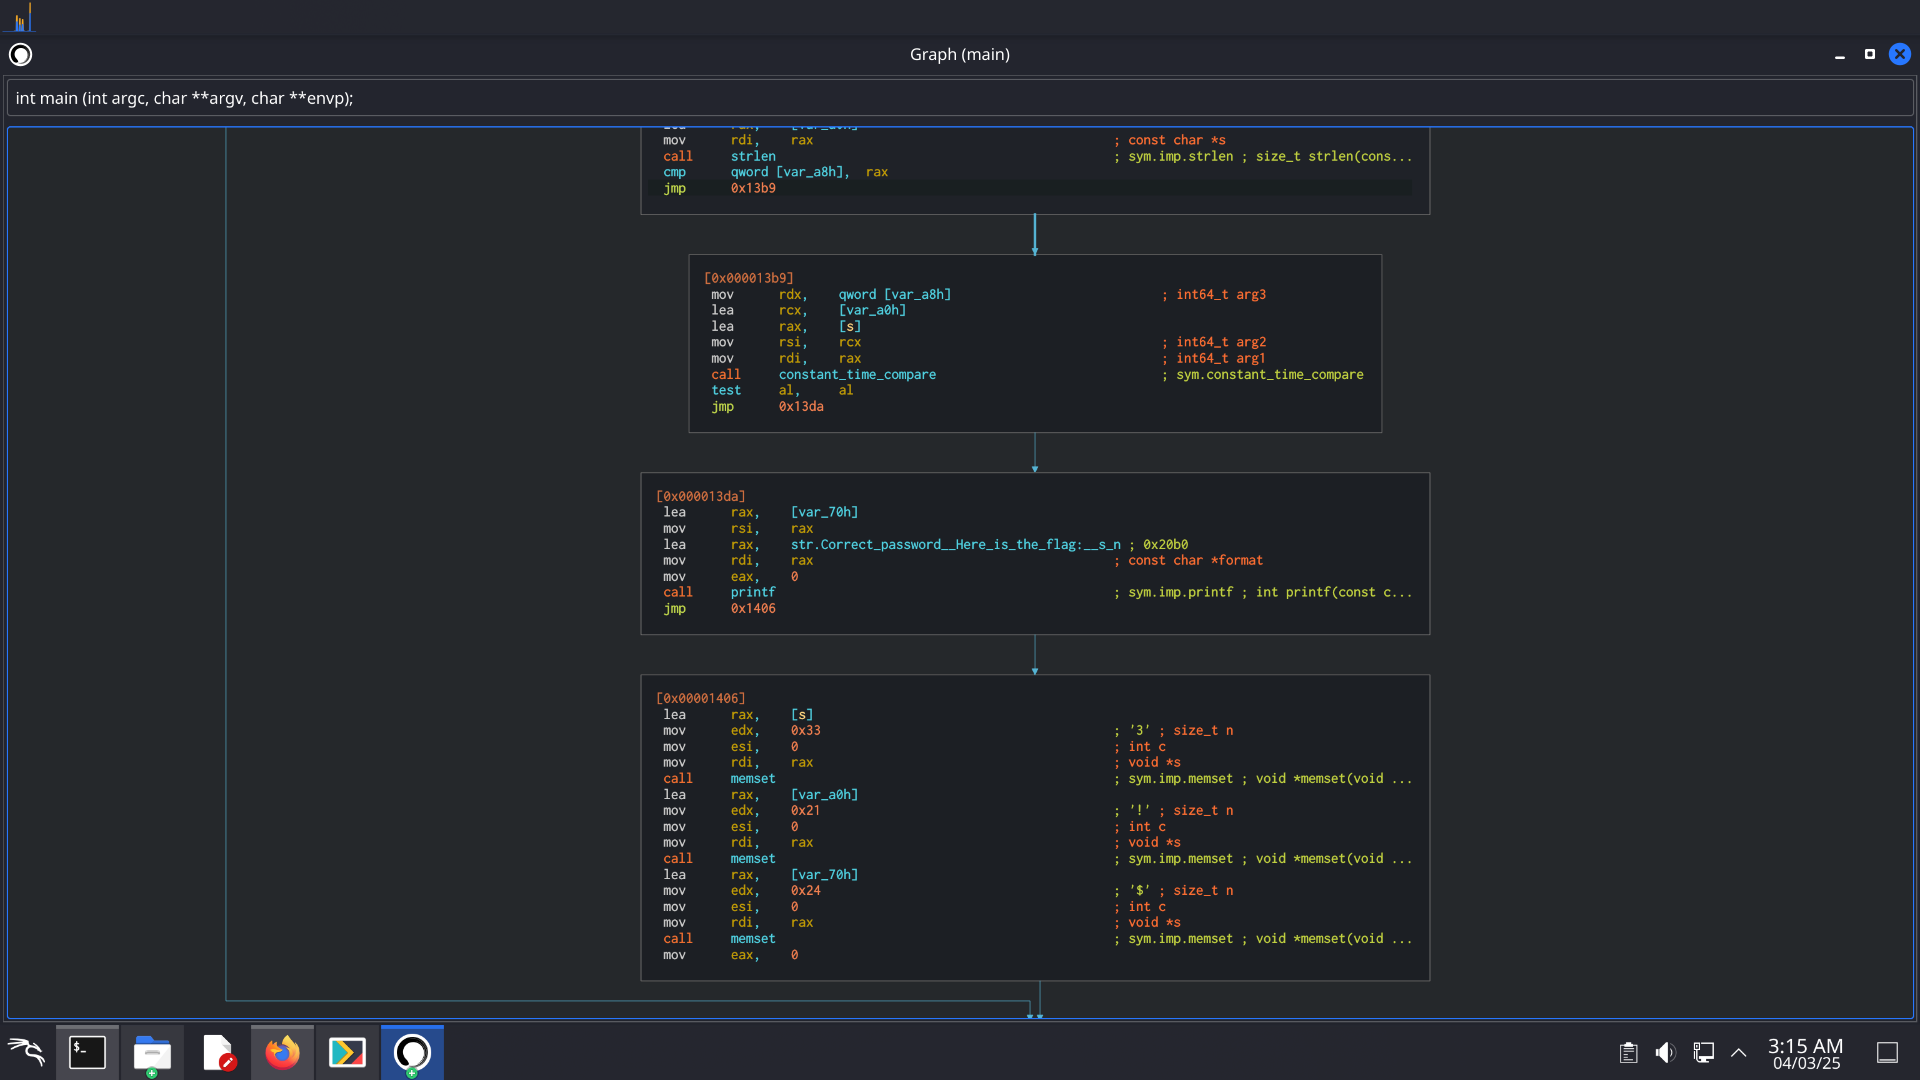 Graph (main)
int main (int argc, char **argv, char **envp);
mov rdi, rax ; const char *s
call strlen ; sym.imp.strlen ; size_t strlen(cons...
cmp qword [var_a8h], rax
jmp 0x13b9
[0x000013b9]
mov rdx, qword [var_a8h] ; int64_t arg3
lea rcx, [var_a0h]
lea rax, [s]
mov rsi, rcx ; int64_t arg2
mov rdi, rax ; int64_t arg1
call constant_time_compare ; sym.constant_time_compare
test al, al
jmp 0x13da
[0x000013da]
lea rax, [var_70h]
mov rsi, rax
lea rax, str.Correct_password__Here_is_the_flag:__s_n ; 0x20b0
mov rdi, rax ; const char *format
mov eax, 0
call printf ; sym.imp.printf ; int printf(const c...
jmp 0x1406
[0x00001406]
lea rax, [s]
mov edx, 0x33 ; '3' ; size_t n
mov esi, 0 ; int c
mov rdi, rax ; void *s
call memset ; sym.imp.memset ; void *memset(void ...
lea rax, [var_a0h]
mov edx, 0x21 ; '!' ; size_t n
mov esi, 0 ; int c
mov rdi, rax ; void *s
call memset ; sym.imp.memset ; void *memset(void ...
lea rax, [var_70h]
mov edx, 0x24 ; '$' ; size_t n
mov esi, 0 ; int c
mov rdi, rax ; void *s
call memset ; sym.imp.memset ; void *memset(void ...
mov eax, 0
$_
3:15 AM
04/03/25